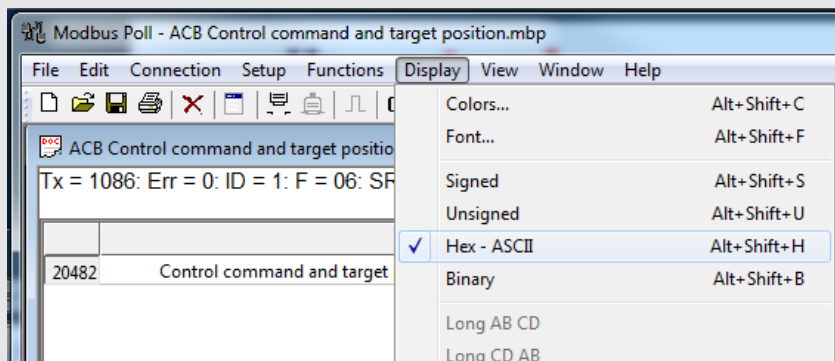 Modbus Poll - ACB Control command and target position.mbp
File Edit Connection Setup Functions Display View Window Help
Colors... Alt+Shift+C
Font... Alt+Shift+F
ACB Control command and target positio
Tx = 1086: Err = 0: ID = 1: F = 06: SR
Signed Alt+Shift+S
Unsigned Alt+Shift+U
Hex - ASCII Alt+Shift+H
20482 Control command and target
Binary Alt+Shift+B
Long AB CD
Long CD AB